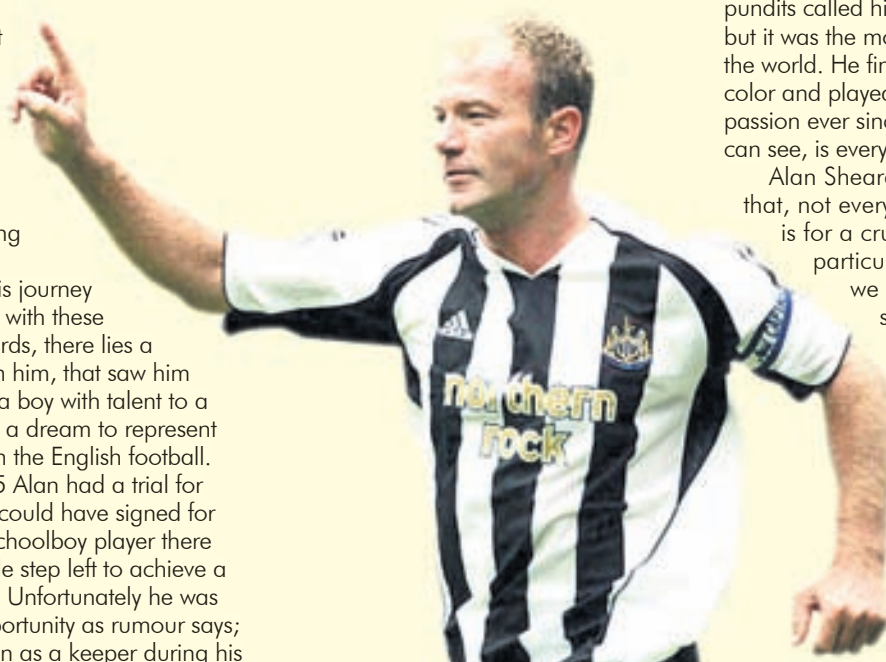 t
ng
is journey
with these
rds, there lies a
n him, that saw him
a boy with talent to a
a dream to represent
n the English football.
5 Alan had a trial for
could have signed for
choolboy player there
e step left to achieve a
Unfortunately he was
portunity as rumour says;
n as a keeper during his
northern
rock
pundits called hi
but it was the mo
the world. He fir
color and played
passion ever sinc
can see, is every
Alan Sheare
that, not every
is for a cru
particu
we
s